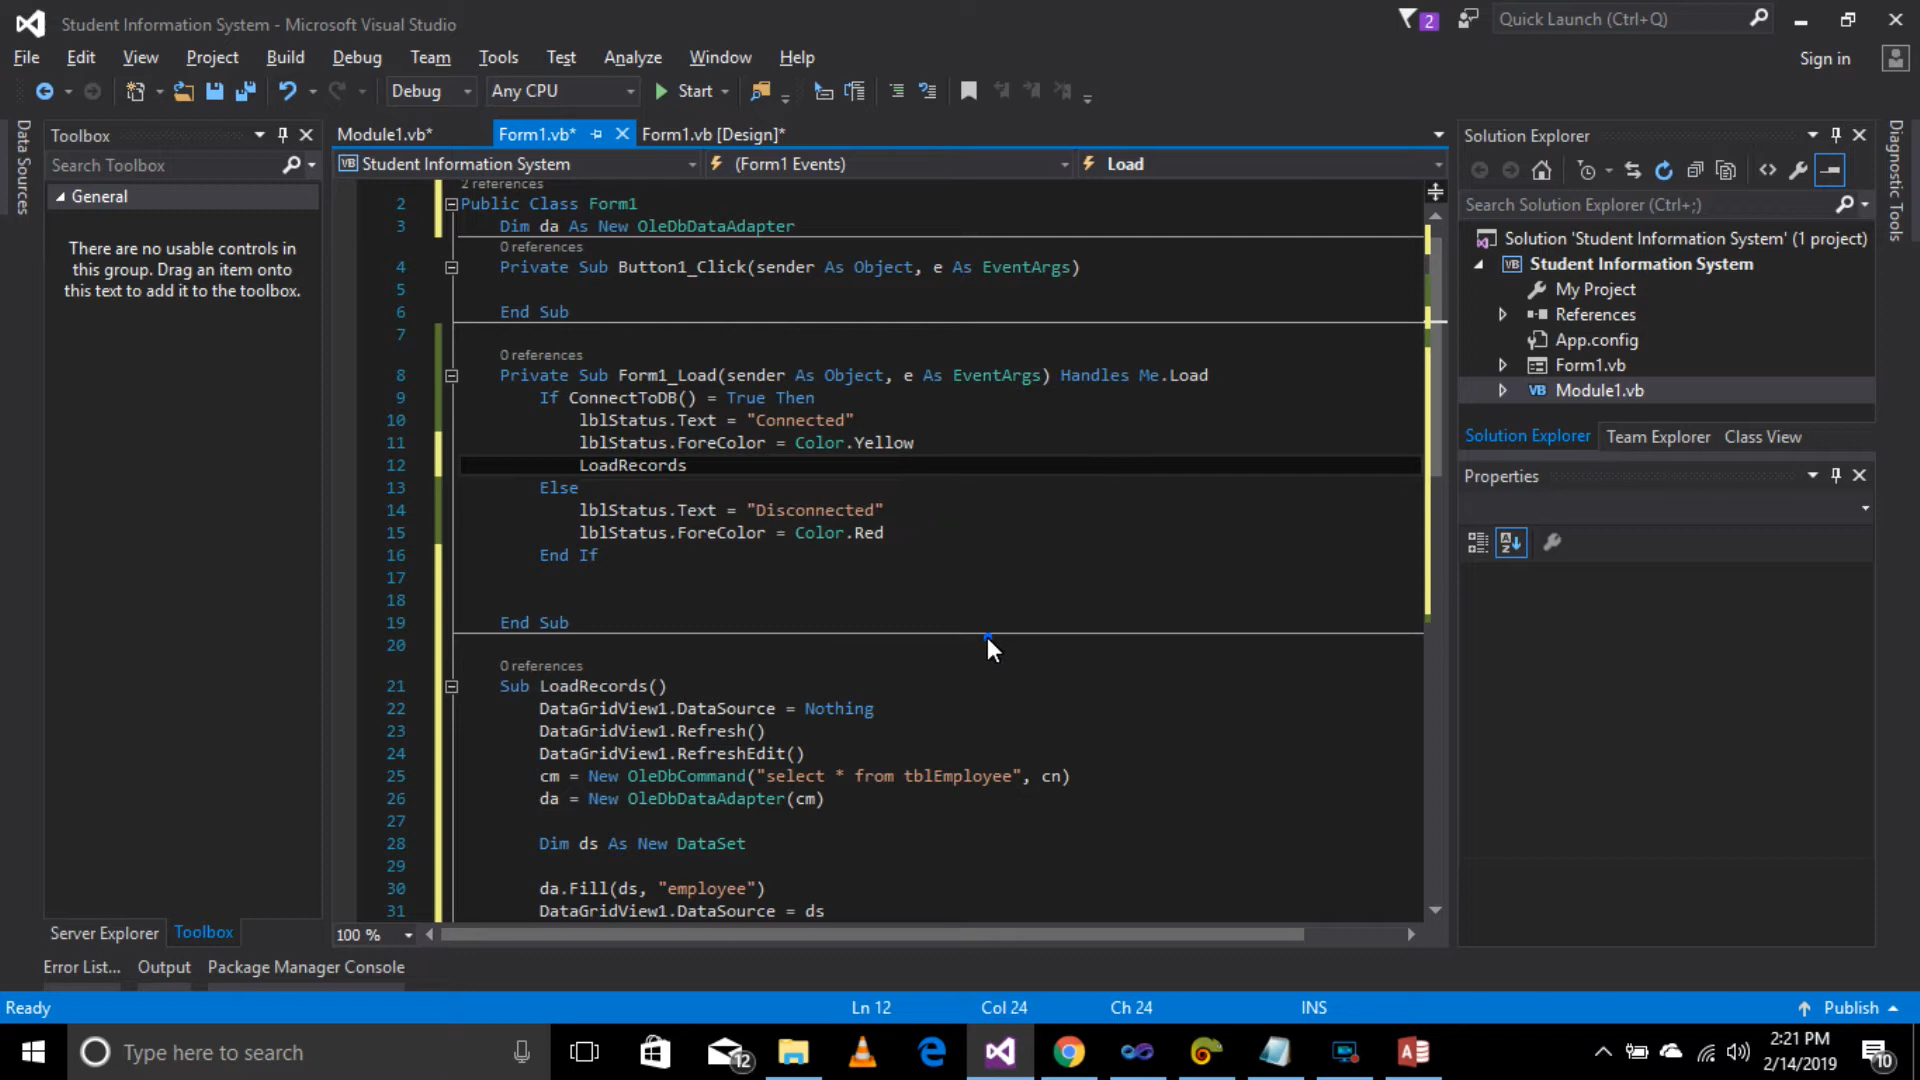 Student Information System - Microsoft Visual Studio
2
Quick Launch (Ctrl+Q)
File Edit View Project Build Debug Team Tools Test Analyze Window Help
Sign in
Debug Any CPU Start
Data Sources
Toolbox
Search Toolbox
General
There are no usable controls in
this group. Drag an item onto
this text to add it to the toolbox.
Server Explorer Toolbox
Module1.vb* Form1.vb* Form1.vb [Design]*
VB Student Information System (Form1 Events) Load
2 references
2 Public Class Form1
3 Dim da As New OleDbDataAdapter
0 references
4 Private Sub Button1_Click(sender As Object, e As EventArgs)
5
6 End Sub
7
0 references
8 Private Sub Form1_Load(sender As Object, e As EventArgs) Handles Me.Load
9 If ConnectToDB() = True Then
10 lblStatus.Text = "Connected"
11 lblStatus.ForeColor = Color.Yellow
12 LoadRecords
13 Else
14 lblStatus.Text = "Disconnected"
15 lblStatus.ForeColor = Color.Red
16 End If
17
18
19 End Sub
20
0 references
21 Sub LoadRecords()
22 DataGridView1.DataSource = Nothing
23 DataGridView1.Refresh()
24 DataGridView1.RefreshEdit()
25 cm = New OleDbCommand("select * from tblEmployee", cn)
26 da = New OleDbDataAdapter(cm)
27
28 Dim ds As New DataSet
29
30 da.Fill(ds, "employee")
31 DataGridView1.DataSource = ds
100 %
Solution Explorer
Search Solution Explorer (Ctrl+;)
Solution 'Student Information System' (1 project)
VB Student Information System
My Project
References
App.config
Form1.vb
VB Module1.vb
Solution Explorer Team Explorer Class View
Properties
Diagnostic Tools
Error List... Output Package Manager Console
Ready Ln 12 Col 24 Ch 24 INS Publish
Type here to search
12
2:21 PM
2/14/2019
10